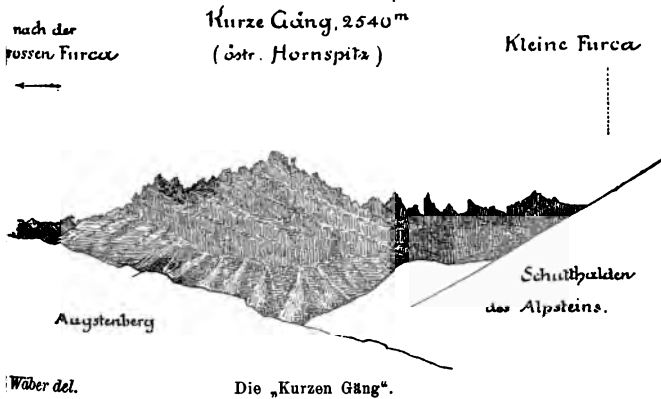 Kurze Gäng, 2540ᵐ
(östr. Hornspitz)
nach der
rossen Furca
Kleine Furca
Schutthalden
des Alpsteins.
Augstenberg
Wäber del.
Die „Kurzen Gäng“.